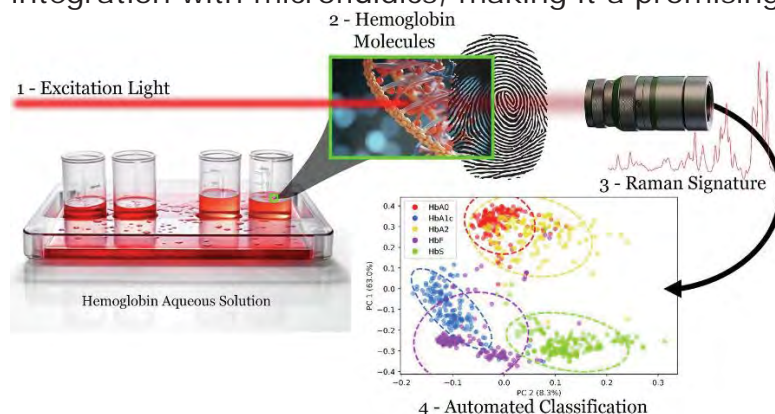 integration with microfluidics, making it a promising
2 - Hemoglobin
Molecules
1 - Excitation Light
3 - Raman Signature
Hemoglobin Aqueous Solution
HbA0
HbA1c
HbA2
HbF
HbS
0.4
0.3
0.2
0.1
0.0
−0.1
−0.2
−0.3
−0.4
PC 1 (63.0%)
−0.2
−0.1
0.0
0.1
0.2
0.3
PC 2 (8.3%)
4 - Automated Classification